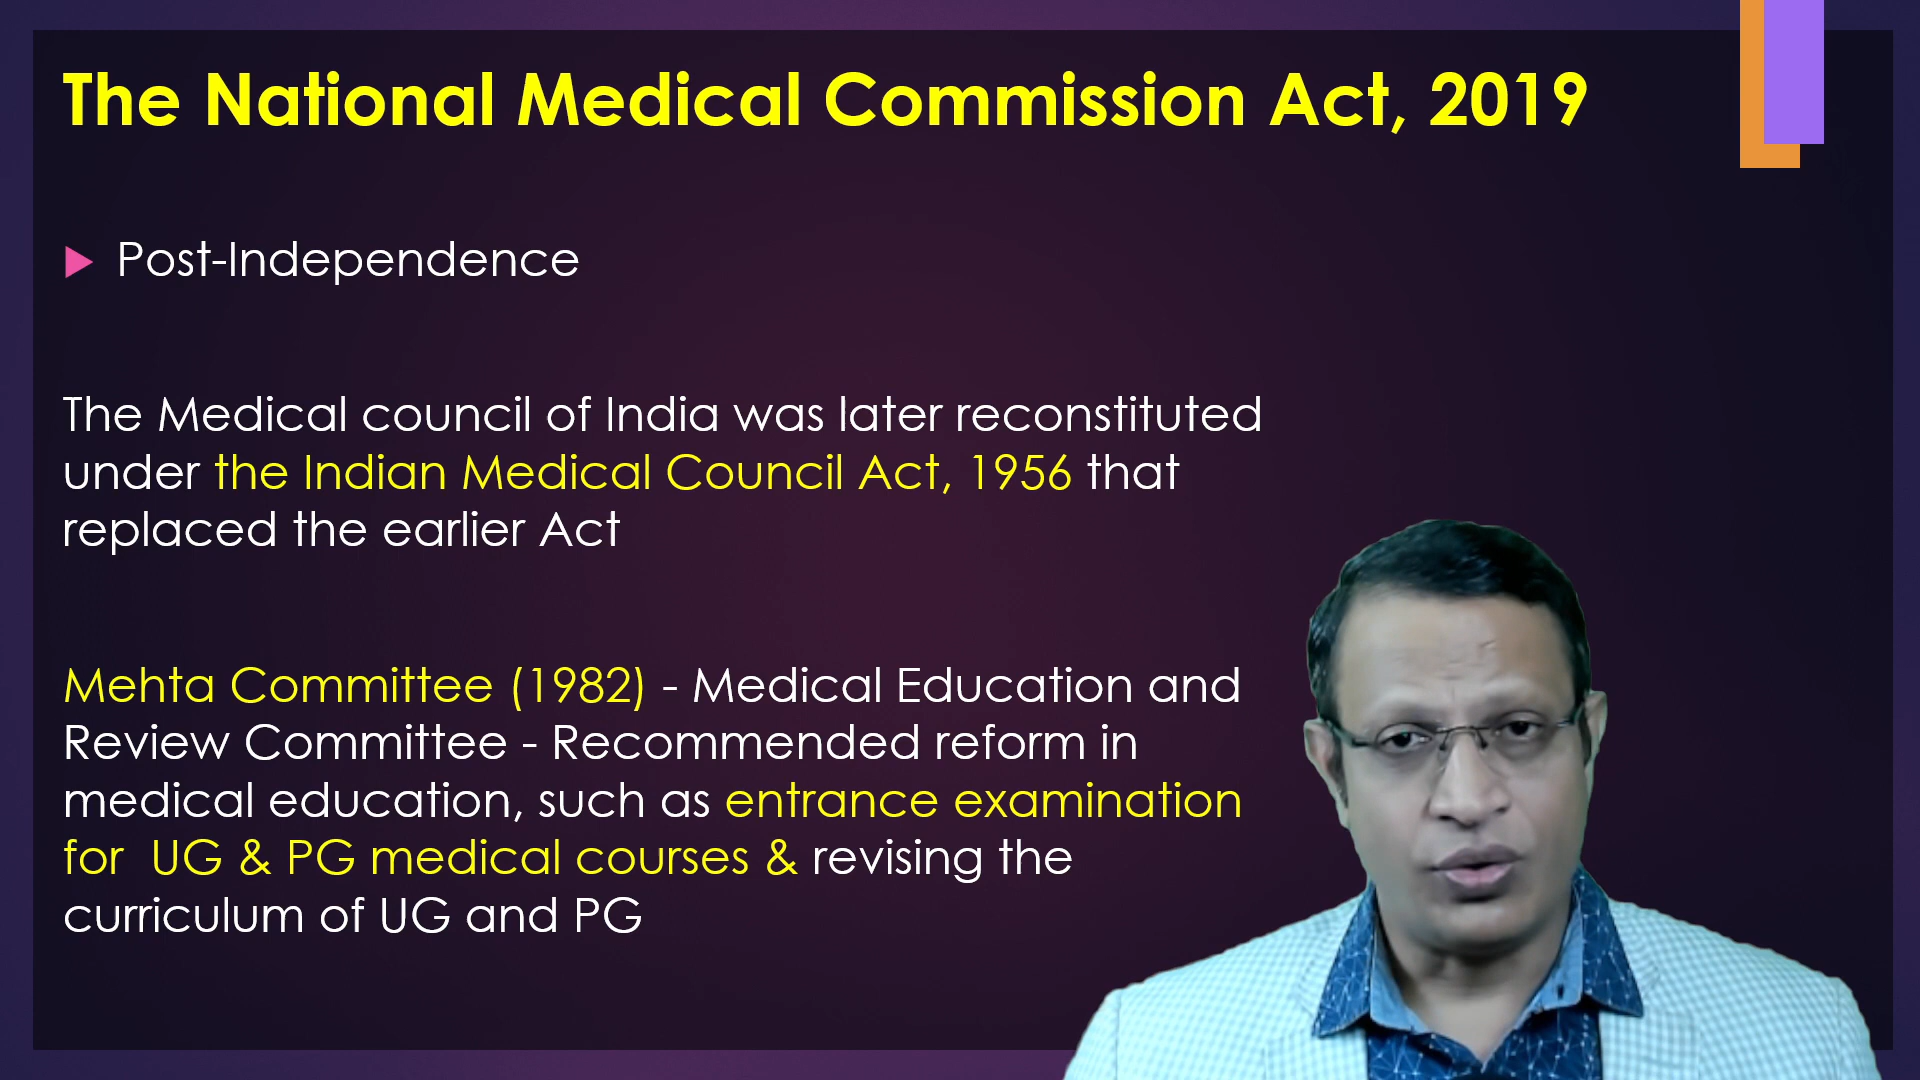 The National Medical Commission Act, 2019
Post-Independence
The Medical council of India was later reconstituted
under the Indian Medical Council Act, 1956 that
replaced the earlier Act
Mehta Committee (1982) - Medical Education and
Review Committee - Recommended reform in
medical education, such as entrance examination
for  UG & PG medical courses & revising the
curriculum of UG and PG